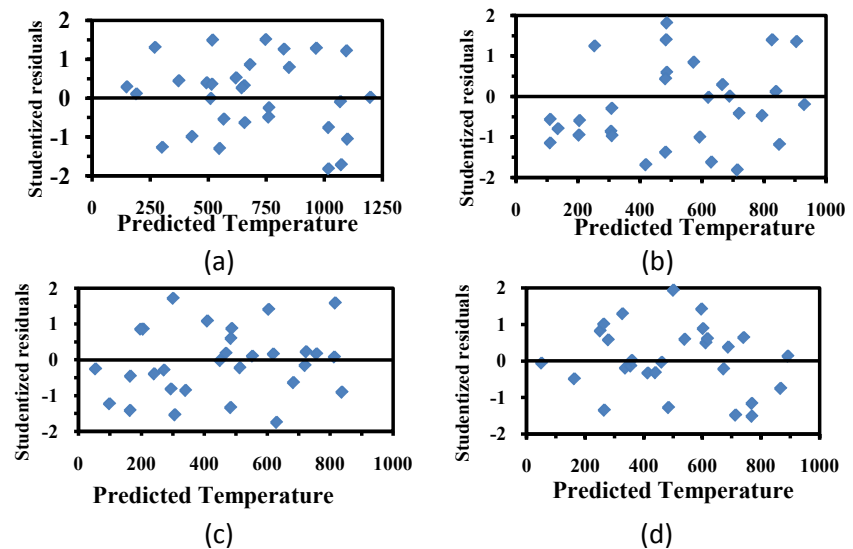 Studentized residuals
2
1
0
-1
-2
0 250 500 750 1000 1250
Predicted Temperature
(a)
Studentized residuals
2
1
0
-1
-2
0 200 400 600 800 1000
Predicted Temperature
(b)
Studentized residuals
2
1
0
-1
-2
0 200 400 600 800 1000
Predicted Temperature
(c)
Studentized residuals
2
1
0
-1
-2
0 200 400 600 800 1000
Predicted Temperature
(d)